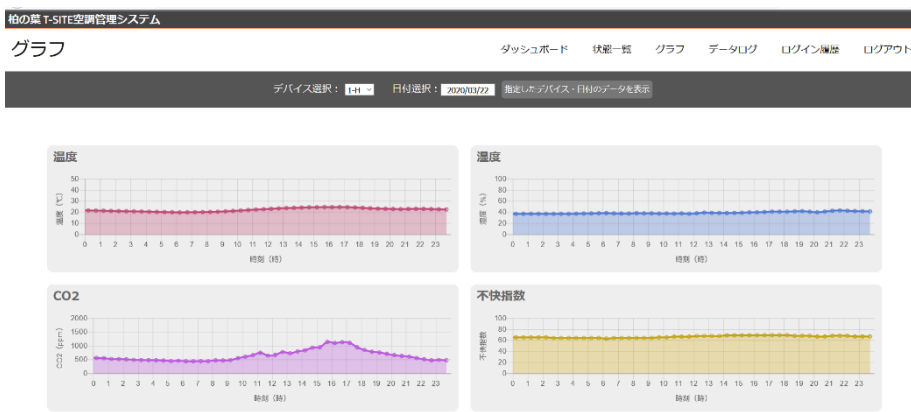 柏の葉 T-SITE空調管理システム
グラフ
ダッシュボード 状態一覧 グラフ データログ ログイン履歴 ログアウト
デバイス選択： 1-H 日付選択： 2020/03/22 指定したデバイス・日付のデータを表示
温度
50
40
30
20
10
0
温度（℃）
0 1 2 3 4 5 6 7 8 9 10 11 12 13 14 15 16 17 18 19 20 21 22 23
時刻（時）
湿度
100
80
60
40
20
0
湿度（%）
0 1 2 3 4 5 6 7 8 9 10 11 12 13 14 15 16 17 18 19 20 21 22 23
時刻（時）
CO2
2000
1500
1000
500
0
CO2（ppm）
0 1 2 3 4 5 6 7 8 9 10 11 12 13 14 15 16 17 18 19 20 21 22 23
時刻（時）
不快指数
100
80
60
40
20
0
不快指数
0 1 2 3 4 5 6 7 8 9 10 11 12 13 14 15 16 17 18 19 20 21 22 23
時刻（時）